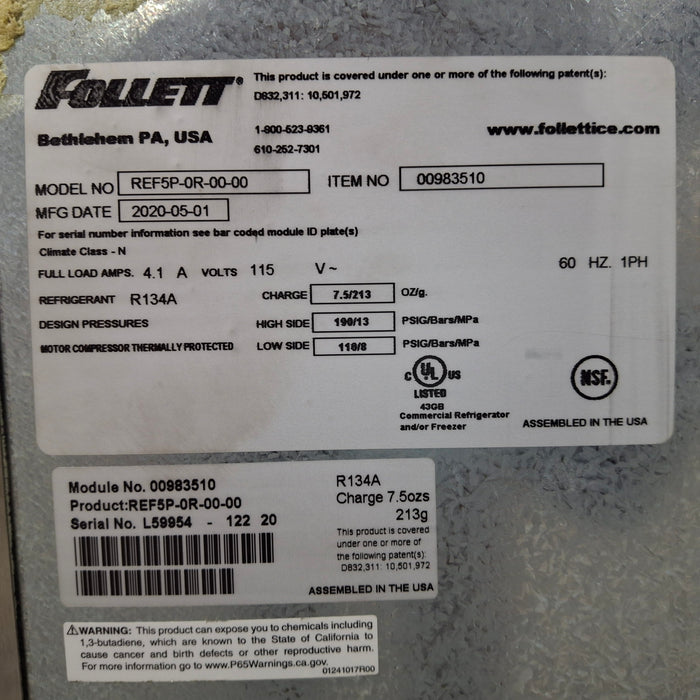 FOLLETT®
This product is covered under one or more of the following patent(s):
D832,311: 10,501,972
Bethlehem PA, USA
1-800-523-9361
610-252-7301
www.follettice.com
MODEL NO REF5P-0R-00-00 ITEM NO 00983510
MFG DATE 2020-05-01
For serial number information see bar coded module ID plate(s)
Climate Class - N
FULL LOAD AMPS. 4.1 A VOLTS 115 V~ 60 HZ. 1PH
REFRIGERANT R134A CHARGE 7.5/213 OZ/g.
DESIGN PRESSURES HIGH SIDE 190/13 PSIG/Bars/MPa
MOTOR COMPRESSOR THERMALLY PROTECTED LOW SIDE 116/8 PSIG/Bars/MPa
C UL US
LISTED
43GB
Commercial Refrigerator
and/or Freezer
NSF.
ASSEMBLED IN THE USA
Module No. 00983510
Product:REF5P-0R-00-00
Serial No. L59954 - 122 20
R134A
Charge 7.5ozs
213g
This product is covered
under one or more of
the following patent(s):
D832,311: 10,501,972
ASSEMBLED IN THE USA
⚠WARNING: This product can expose you to chemicals including
1,3-butadiene, which are known to the State of California to
cause cancer and birth defects or other reproductive harm.
For more information go to www.P65Warnings.ca.gov.
01241017R00